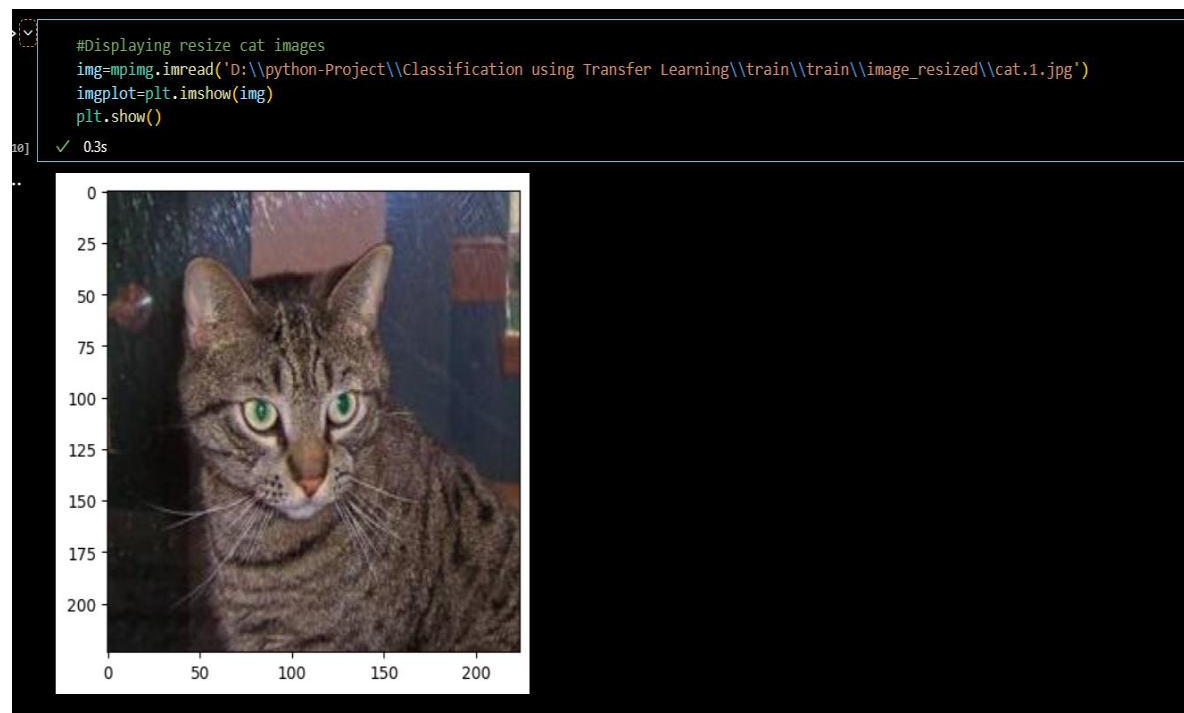 #Displaying resize cat images
img=mpimg.imread('D:\\python-Project\\Classification using Transfer Learning\\train\\train\\image_resized\\cat.1.jpg')
imgplot=plt.imshow(img)
plt.show()
10]
✓ 0.3s
0
25
50
75
100
125
150
175
200
0 50 100 150 200